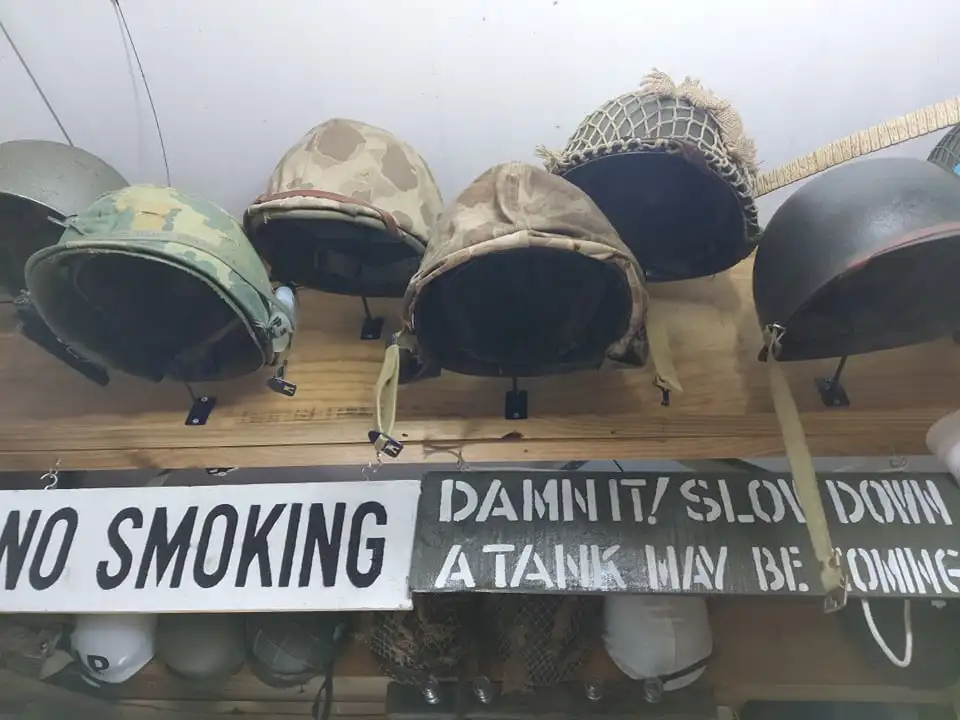 NO SMOKING
DAMN IT! SLOW DOWN
A TANK MAY BE COMING
P